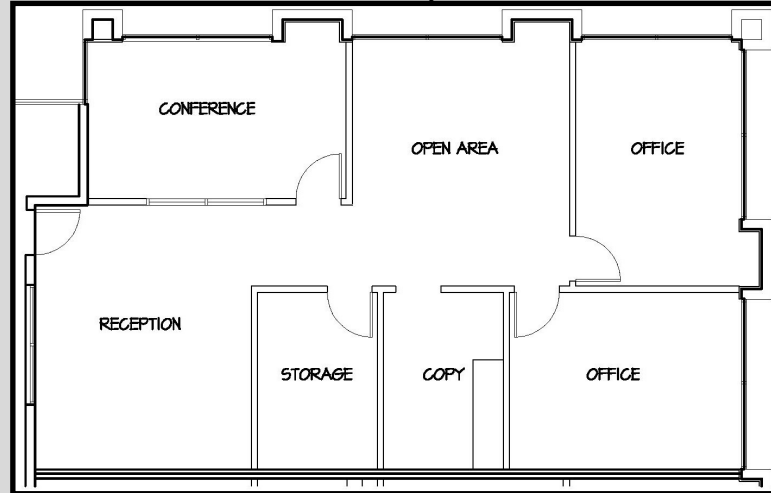 CONFERENCE
OPEN AREA
OFFICE
RECEPTION
STORAGE
COPY
OFFICE